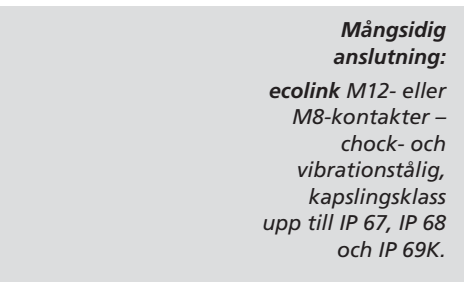 Mångsidig
anslutning:
ecolink M12- eller
M8-kontakter –
chock- och
vibrationstålig,
kapslingsklass
upp till IP 67, IP 68
och IP 69K.